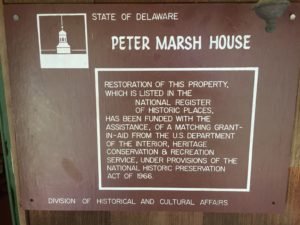 STATE OF DELAWARE
PETER MARSH HOUSE
RESTORATION OF THIS PROPERTY,
WHICH IS LISTED IN THE
NATIONAL REGISTER
OF HISTORIC PLACES,
HAS BEEN FUNDED WITH THE
ASSISTANCE, OF A MATCHING GRANT-
IN-AID FROM THE U.S. DEPARTMENT
OF THE INTERIOR, HERITAGE
CONSERVATION & RECREATION
SERVICE, UNDER PROVISIONS OF THE
NATIONAL HISTORIC PRESERVATION
ACT OF 1966.
DIVISION OF HISTORICAL AND CULTURAL AFFAIRS